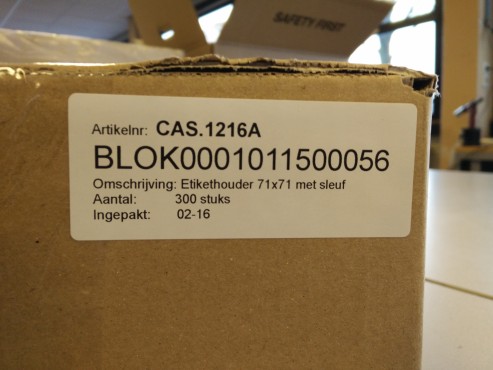 SAFETY FIRST
Artikelnr: CAS.1216A
BLOK0001011500056
Omschrijving: Etikethouder 71x71 met sleuf
Aantal: 300 stuks
Ingepakt: 02-16